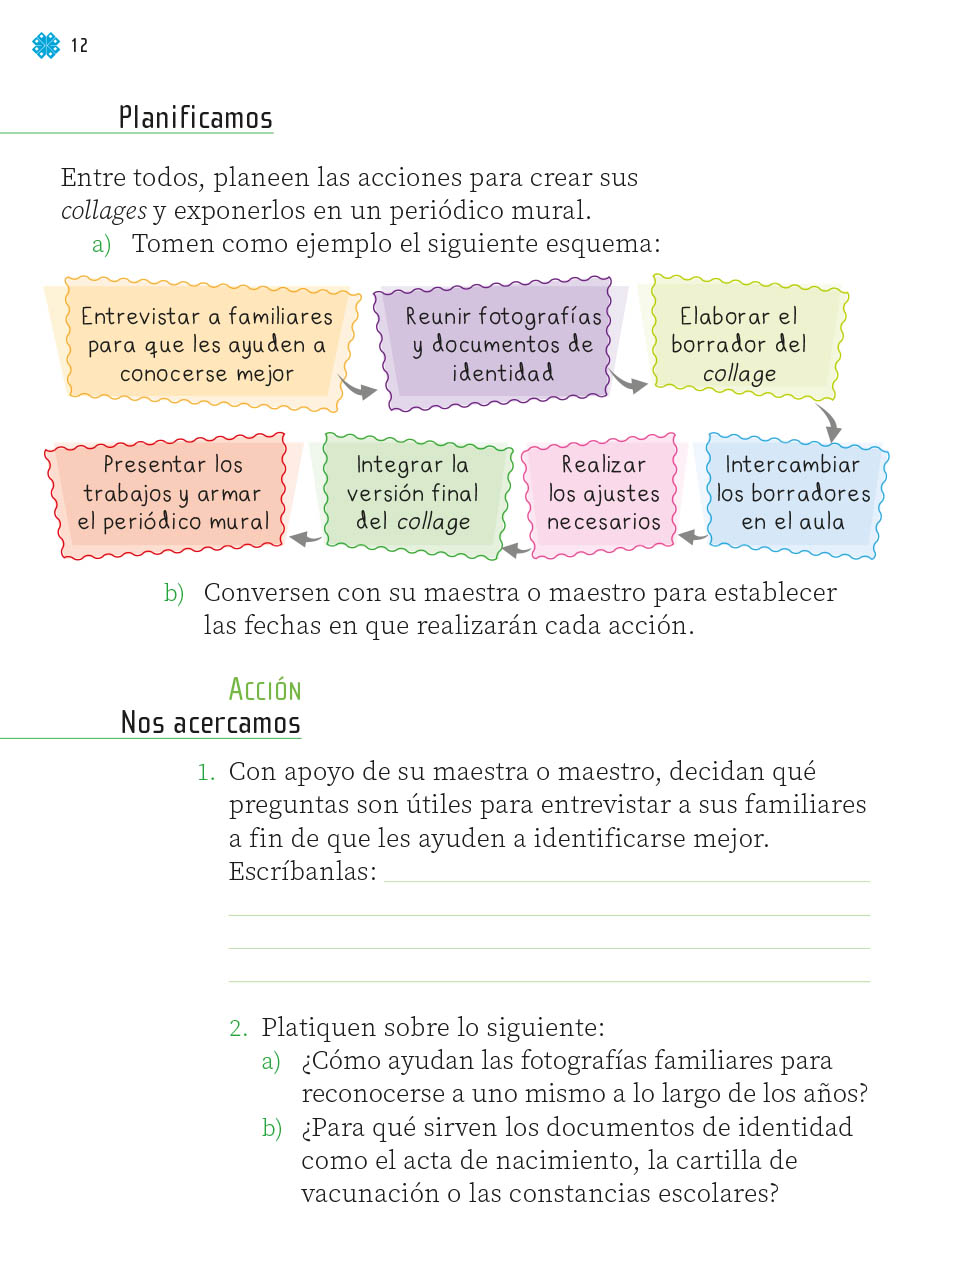 12
Planificamos
Entre todos, planeen las acciones para crear sus
collages y exponerlos en un periódico mural.
a) Tomen como ejemplo el siguiente esquema:
Entrevistar a familiares
para que les ayuden a
conocerse mejor
Reunir fotografías
y documentos de
identidad
Elaborar el
borrador del
collage
Intercambiar
los borradores
en el aula
Realizar
los ajustes
necesarios
Integrar la
versión final
del collage
Presentar los
trabajos y armar
el periódico mural
b) Conversen con su maestra o maestro para establecer
las fechas en que realizarán cada acción.
Acción
Nos acercamos
1. Con apoyo de su maestra o maestro, decidan qué
preguntas son útiles para entrevistar a sus familiares
a fin de que les ayuden a identificarse mejor.
Escríbanlas:
2. Platiquen sobre lo siguiente:
a) ¿Cómo ayudan las fotografías familiares para
reconocerse a uno mismo a lo largo de los años?
b) ¿Para qué sirven los documentos de identidad
como el acta de nacimiento, la cartilla de
vacunación o las constancias escolares?